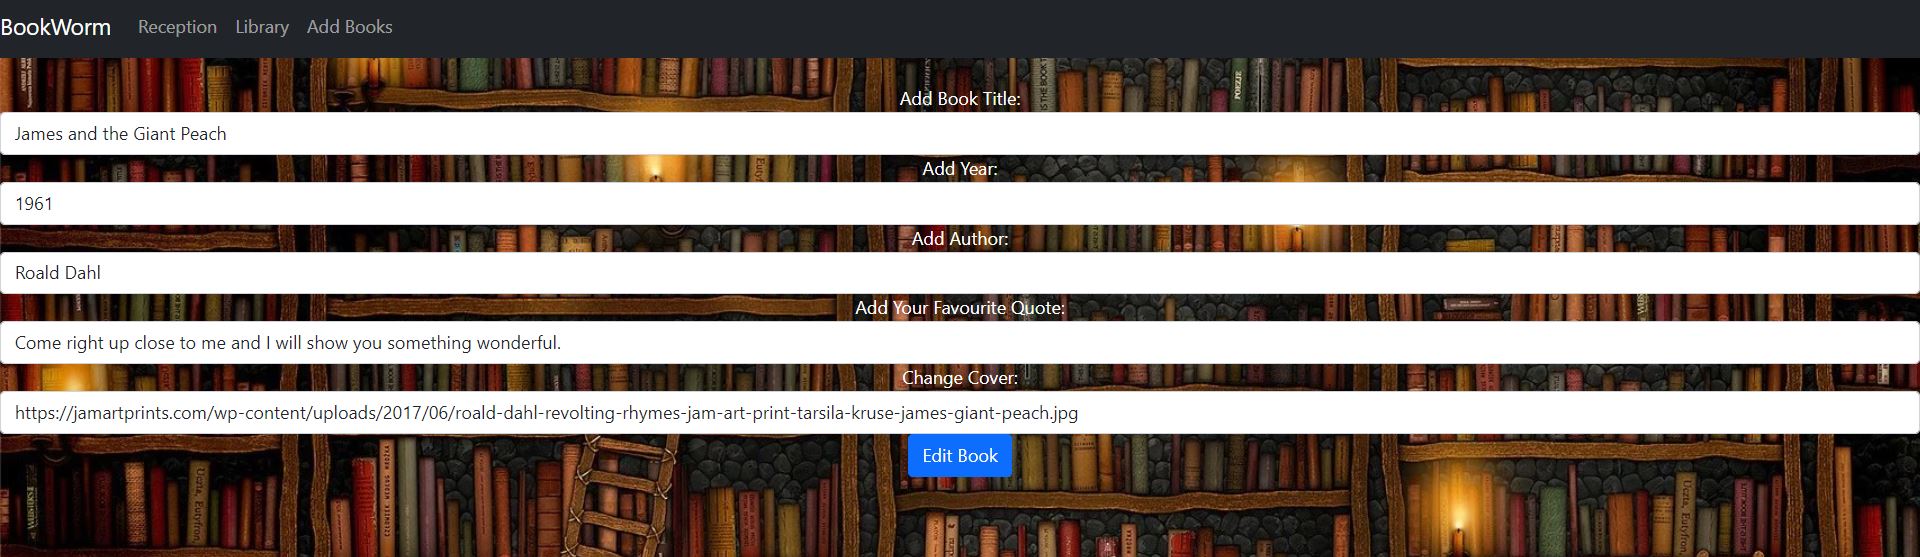 BookWorm Reception Library Add Books
Add Book Title:
James and the Giant Peach
Add Year:
1961
Add Author:
Roald Dahl
Add Your Favourite Quote:
Come right up close to me and I will show you something wonderful.
Change Cover:
https://jamartprints.com/wp-content/uploads/2017/06/roald-dahl-revolting-rhymes-jam-art-print-tarsila-kruse-james-giant-peach.jpg
Edit Book